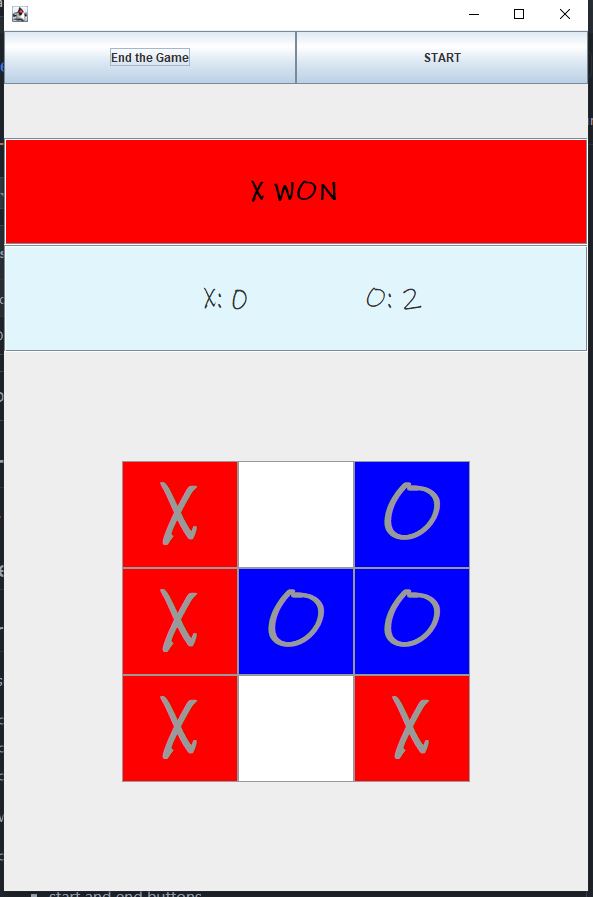 End the Game START
X WON
X: 0 O: 2
X O
X O O
X X
start and end buttons